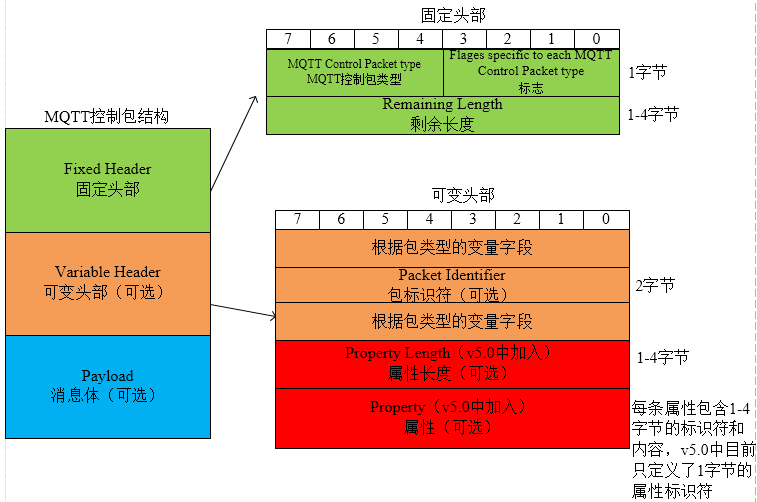 固定头部
7 6 5 4 3 2 1 0
MQTT Control Packet type
MQTT控制包类型
Flages specific to each MQTT
Control Packet type
标志
1字节
Remaining Length
剩余长度
1-4字节
MQTT控制包结构
Fixed Header
固定头部
Variable Header
可变头部（可选）
Payload
消息体（可选）
可变头部
7 6 5 4 3 2 1 0
根据包类型的变量字段
Packet Identifier
包标识符（可选）
2字节
根据包类型的变量字段
Property Length（v5.0中加入）
属性长度（可选）
1-4字节
Property（v5.0中加入）
属性（可选）
每条属性包含1-4
字节的标识符和
内容，v5.0中目前
只定义了1字节的
属性标识符